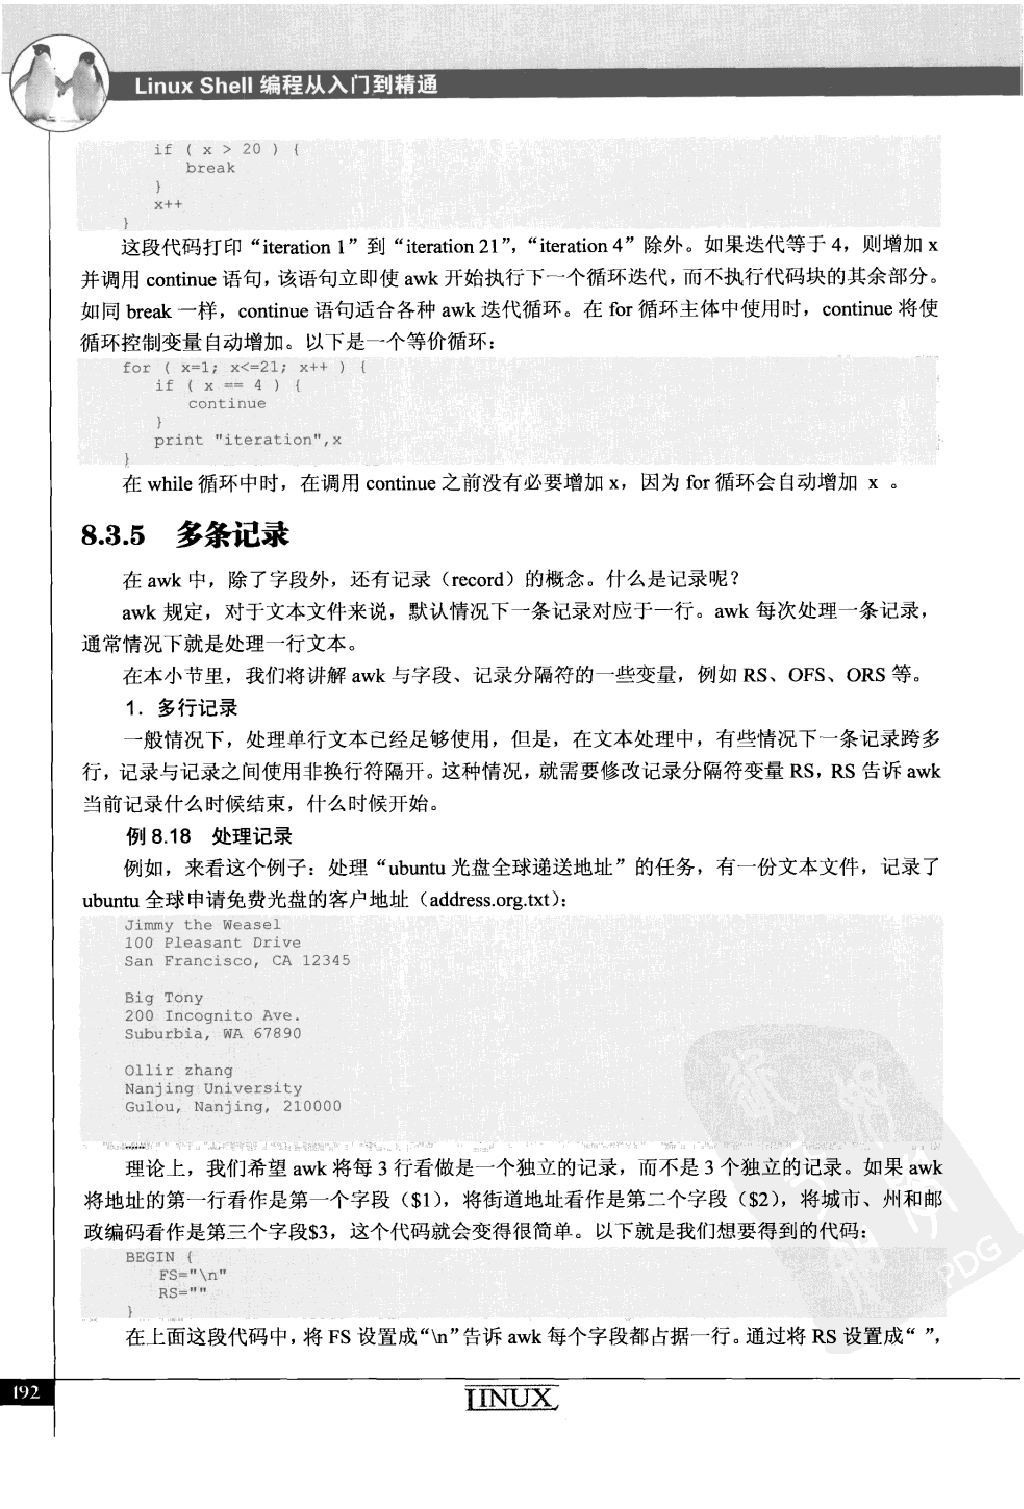 Linux Shell 编程从入门到精通
if ( x > 20 ) {
break
}
x++
}
这段代码打印“iteration 1”到“iteration 21”,“iteration 4”除外。如果迭代等于 4，则增加 x
并调用 continue 语句，该语句立即使 awk 开始执行下一个循环迭代，而不执行代码块的其余部分。
如同 break 一样，continue 语句适合各种 awk 迭代循环。在 for 循环主体中使用时，continue 将使
循环控制变量自动增加。以下是一个等价循环：
for ( x=1; x<=21; x++ ) {
if ( x == 4 ) {
continue
}
print "iteration",x
}
在 while 循环中时，在调用 continue 之前没有必要增加 x，因为 for 循环会自动增加 x 。
8.3.5 多条记录
在 awk 中，除了字段外，还有记录（record）的概念。什么是记录呢？
awk 规定，对于文本文件来说，默认情况下一条记录对应于一行。awk 每次处理一条记录，
通常情况下就是处理一行文本。
在本小节里，我们将讲解 awk 与字段、记录分隔符的一些变量，例如 RS、OFS、ORS 等。
1．多行记录
一般情况下，处理单行文本已经足够使用，但是，在文本处理中，有些情况下一条记录跨多
行，记录与记录之间使用非换行符隔开。这种情况，就需要修改记录分隔符变量 RS，RS 告诉 awk
当前记录什么时候结束，什么时候开始。
例 8.18 处理记录
例如，来看这个例子：处理“ubuntu 光盘全球递送地址”的任务，有一份文本文件，记录了
ubuntu 全球申请免费光盘的客户地址（address.org.txt）：
Jimmy the Weasel
100 Pleasant Drive
San Francisco, CA 12345
Big Tony
200 Incognito Ave.
Suburbia, WA 67890
Ollir zhang
Nanjing University
Gulou, Nanjing, 210000
……
理论上，我们希望 awk 将每 3 行看做是一个独立的记录，而不是 3 个独立的记录。如果 awk
将地址的第一行看作是第一个字段（$1），将街道地址看作是第二个字段（$2），将城市、州和邮
政编码看作是第三个字段$3，这个代码就会变得很简单。以下就是我们想要得到的代码：
BEGIN {
FS="\n"
RS=""
}
在上面这段代码中，将 FS 设置成“\n”告诉 awk 每个字段都占据一行。通过将 RS 设置成“ ”，
PDG
192
LINUX